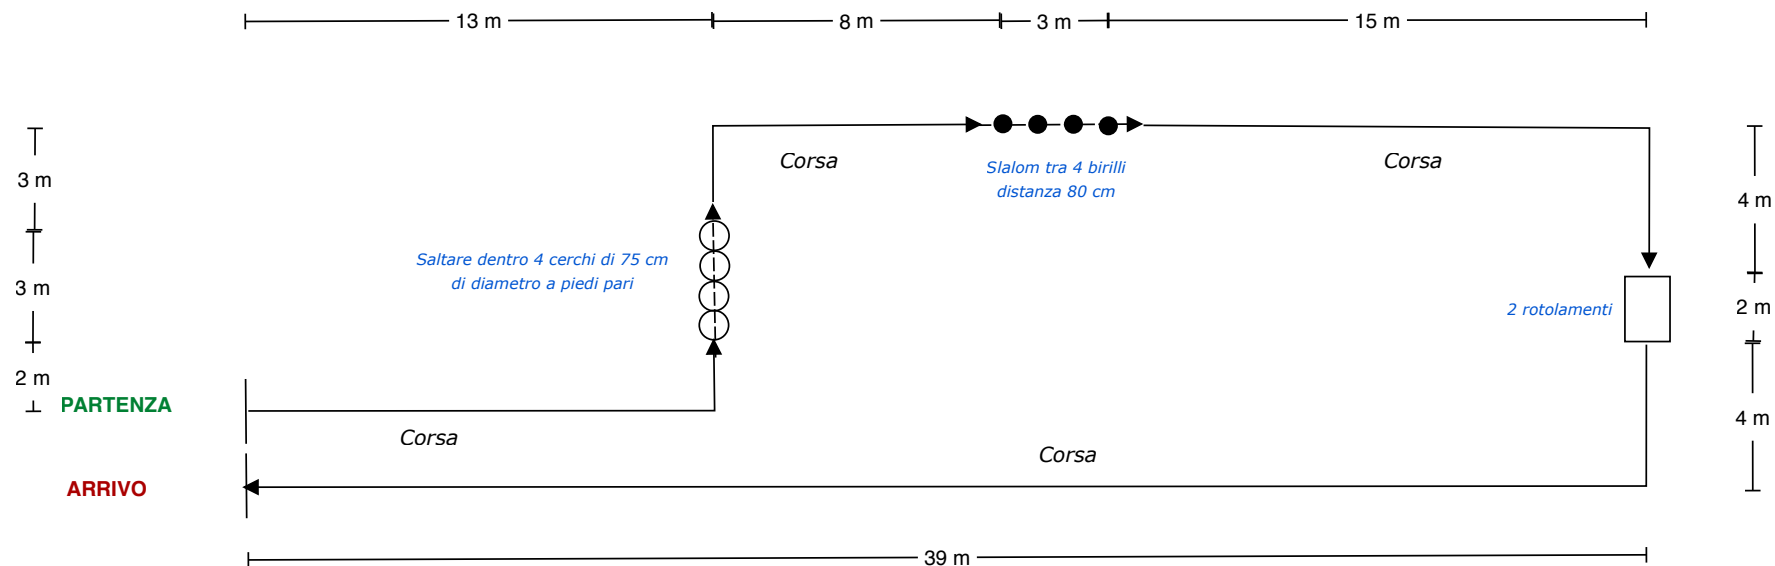 13 m
8 m
3 m
15 m
3 m
3 m
2 m
Corsa
Slalom tra 4 birilli
distanza 80 cm
Corsa
4 m
2 m
4 m
Saltare dentro 4 cerchi di 75 cm
di diametro a piedi pari
2 rotolamenti
PARTENZA
Corsa
Corsa
ARRIVO
39 m